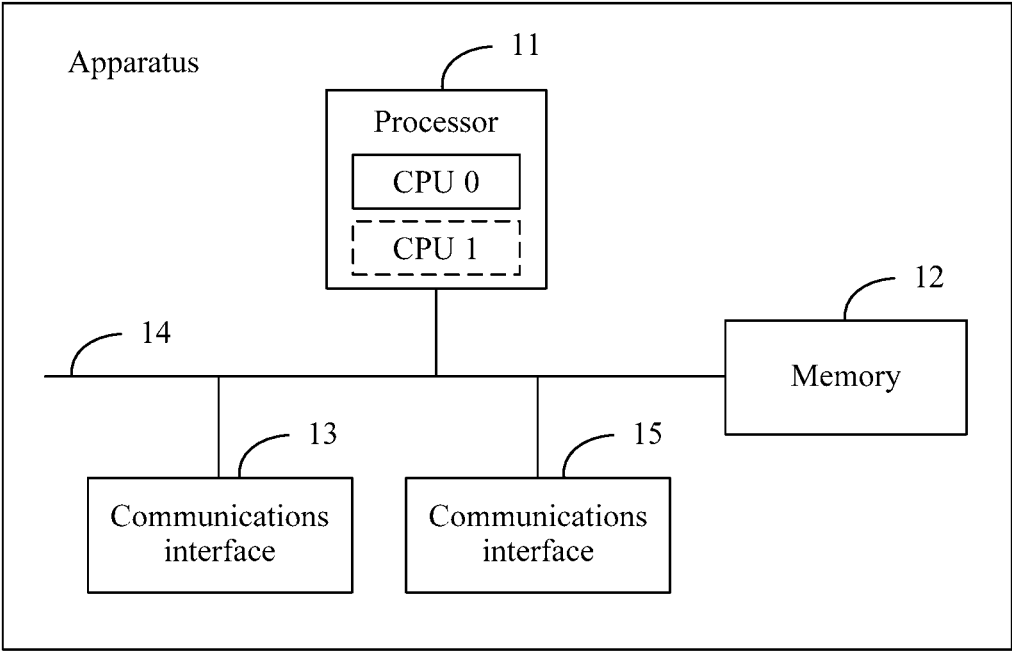 11
Apparatus
Processor
CPU 0
CPU 1
12
14
Memory
13
15
Communications
interface
Communications
interface